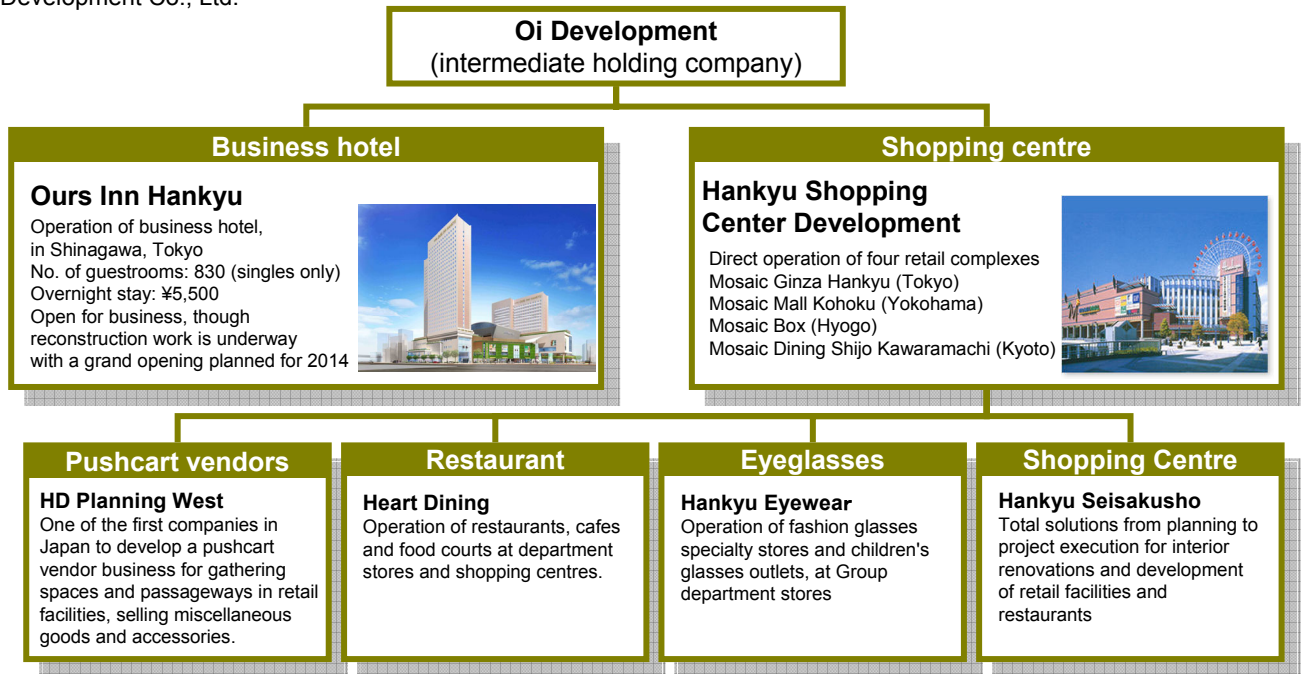 Development Co., Ltd.
Oi Development
(intermediate holding company)
Business hotel
Ours Inn Hankyu
Operation of business hotel,
in Shinagawa, Tokyo
No. of guestrooms: 830 (singles only)
Overnight stay: ¥5,500
Open for business, though
reconstruction work is underway
with a grand opening planned for 2014
Shopping centre
Hankyu Shopping
Center Development
Direct operation of four retail complexes
Mosaic Ginza Hankyu (Tokyo)
Mosaic Mall Kohoku (Yokohama)
Mosaic Box (Hyogo)
Mosaic Dining Shijo Kawaramachi (Kyoto)
Pushcart vendors
HD Planning West
One of the first companies in
Japan to develop a pushcart
vendor business for gathering
spaces and passageways in retail
facilities, selling miscellaneous
goods and accessories.
Restaurant
Heart Dining
Operation of restaurants, cafes
and food courts at department
stores and shopping centres.
Eyeglasses
Hankyu Eyewear
Operation of fashion glasses
specialty stores and children's
glasses outlets, at Group
department stores
Shopping Centre
Hankyu Seisakusho
Total solutions from planning to
project execution for interior
renovations and development
of retail facilities and
restaurants